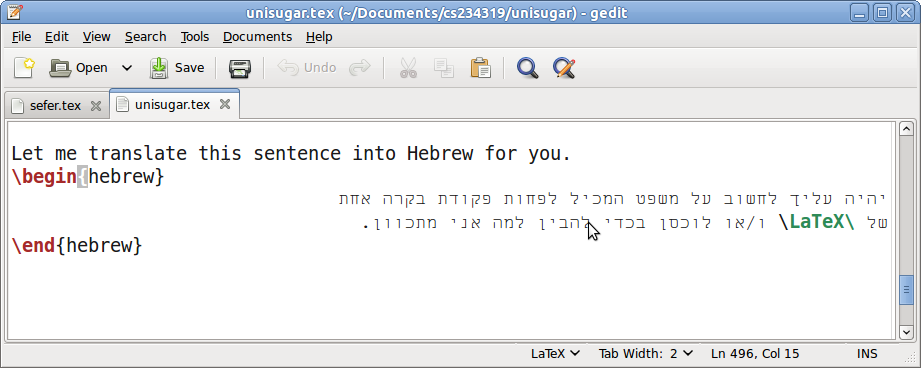 unisugar.tex (~/Documents/cs234319/unisugar) - gedit
File Edit View Search Tools Documents Help
Open Save Undo
sefer.tex unisugar.tex
Let me translate this sentence into Hebrew for you.
\begin{hebrew}
יהיה עליך לחשוב על משפט המכיל לפחות פקודת בקרה אחת
של \LaTeX\ ו/או לוכסן בכדי להבין למה אני מתכוון.
\end{hebrew}
LaTeX Tab Width: 2 Ln 496, Col 15 INS